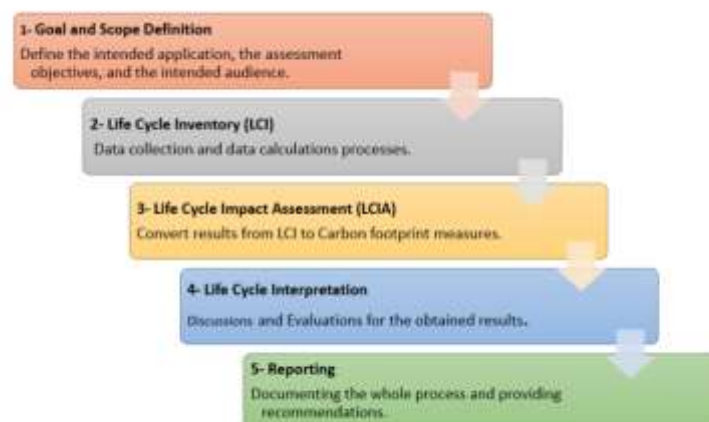 1- Goal and Scope Definition
Define the intended application, the assessment
objectives, and the intended audience.
2- Life Cycle Inventory (LCI)
Data collection and data calculations processes.
3- Life Cycle Impact Assessment (LCIA)
Convert results from LCI to Carbon footprint measures.
4- Life Cycle Interpretation
Discussions and Evaluations for the obtained results.
5- Reporting
Documenting the whole process and providing
recommendations.